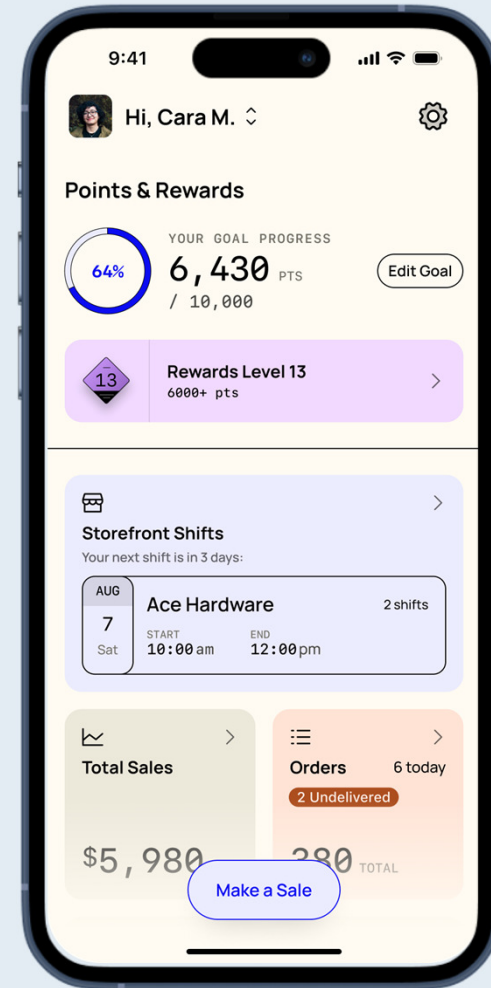 9:41
Hi, Cara M.
Points & Rewards
64%
YOUR GOAL PROGRESS
6,430 PTS
/ 10,000
Edit Goal
13
Rewards Level 13
6000+ pts
Storefront Shifts
Your next shift is in 3 days:
AUG
7
Sat
Ace Hardware
2 shifts
START
10:00am
END
12:00pm
Total Sales
$5,980
Orders
6 today
2 Undelivered
380 TOTAL
Make a Sale